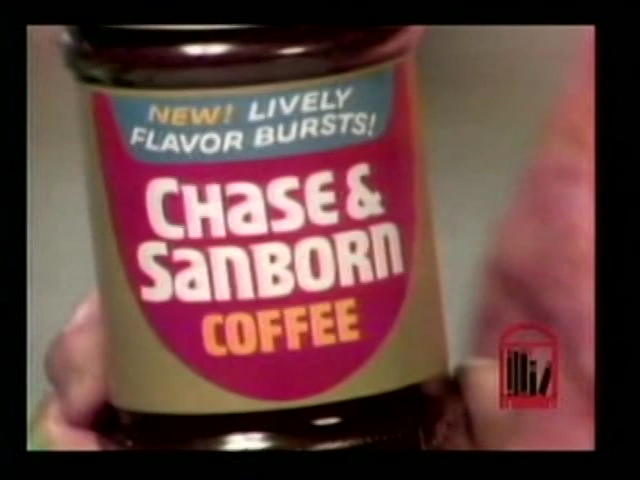 NEW! LIVELY
FLAVOR BURSTS!
CHaSE &
SanBORn
COFFEE